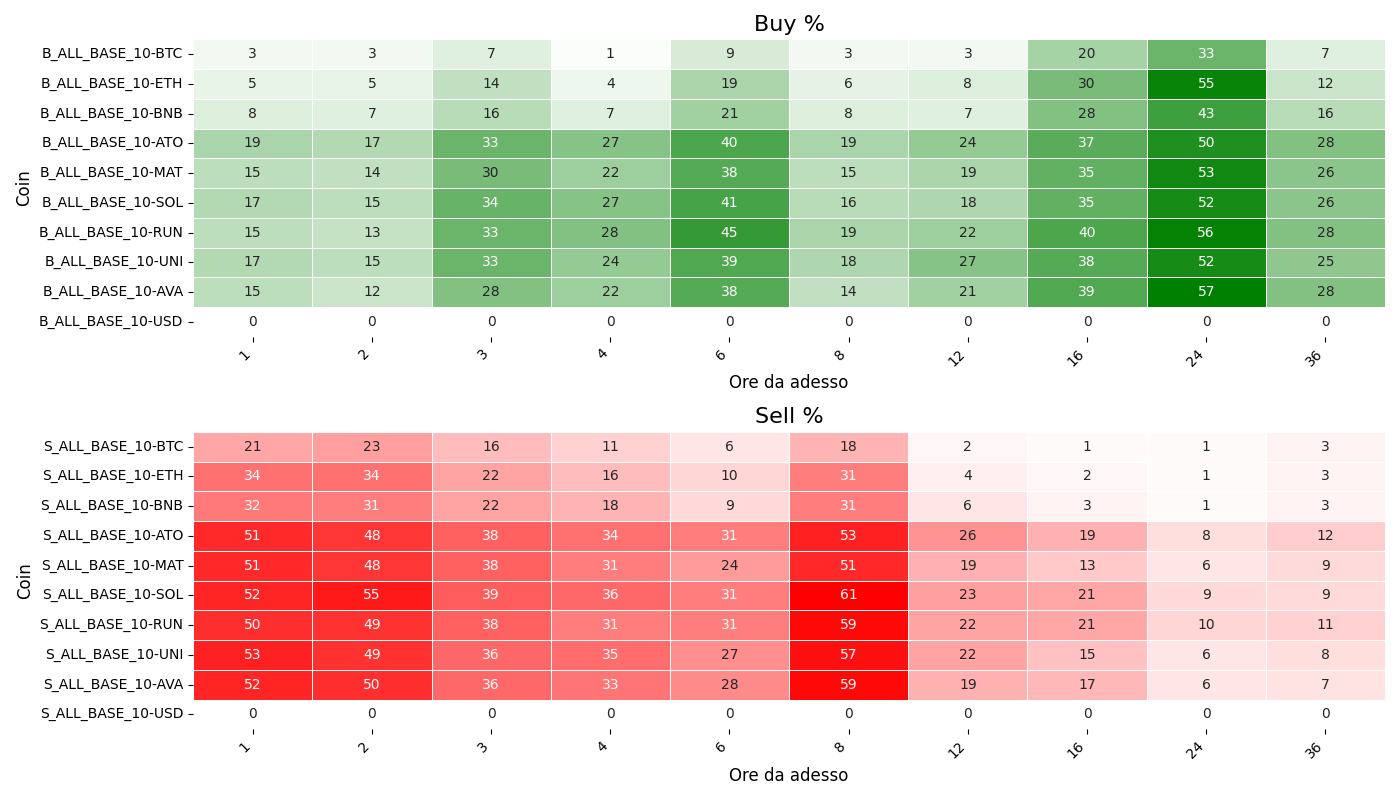 Buy %
Coin
B_ALL_BASE_10-BTC 3 3 7 1 9 3 3 20 33 7
B_ALL_BASE_10-ETH 5 5 14 4 19 6 8 30 55 12
B_ALL_BASE_10-BNB 8 7 16 7 21 8 7 28 43 16
B_ALL_BASE_10-ATO 19 17 33 27 40 19 24 37 50 28
B_ALL_BASE_10-MAT 15 14 30 22 38 15 19 35 53 26
B_ALL_BASE_10-SOL 17 15 34 27 41 16 18 35 52 26
B_ALL_BASE_10-RUN 15 13 33 28 45 19 22 40 56 28
B_ALL_BASE_10-UNI 17 15 33 24 39 18 27 38 52 25
B_ALL_BASE_10-AVA 15 12 28 22 38 14 21 39 57 28
B_ALL_BASE_10-USD 0 0 0 0 0 0 0 0 0 0
1 2 3 4 6 8 12 16 24 36
Ore da adesso
Sell %
Coin
S_ALL_BASE_10-BTC 21 23 16 11 6 18 2 1 1 3
S_ALL_BASE_10-ETH 34 34 22 16 10 31 4 2 1 3
S_ALL_BASE_10-BNB 32 31 22 18 9 31 6 3 1 3
S_ALL_BASE_10-ATO 51 48 38 34 31 53 26 19 8 12
S_ALL_BASE_10-MAT 51 48 38 31 24 51 19 13 6 9
S_ALL_BASE_10-SOL 52 55 39 36 31 61 23 21 9 9
S_ALL_BASE_10-RUN 50 49 38 31 31 59 22 21 10 11
S_ALL_BASE_10-UNI 53 49 36 35 27 57 22 15 6 8
S_ALL_BASE_10-AVA 52 50 36 33 28 59 19 17 6 7
S_ALL_BASE_10-USD 0 0 0 0 0 0 0 0 0 0
1 2 3 4 6 8 12 16 24 36
Ore da adesso